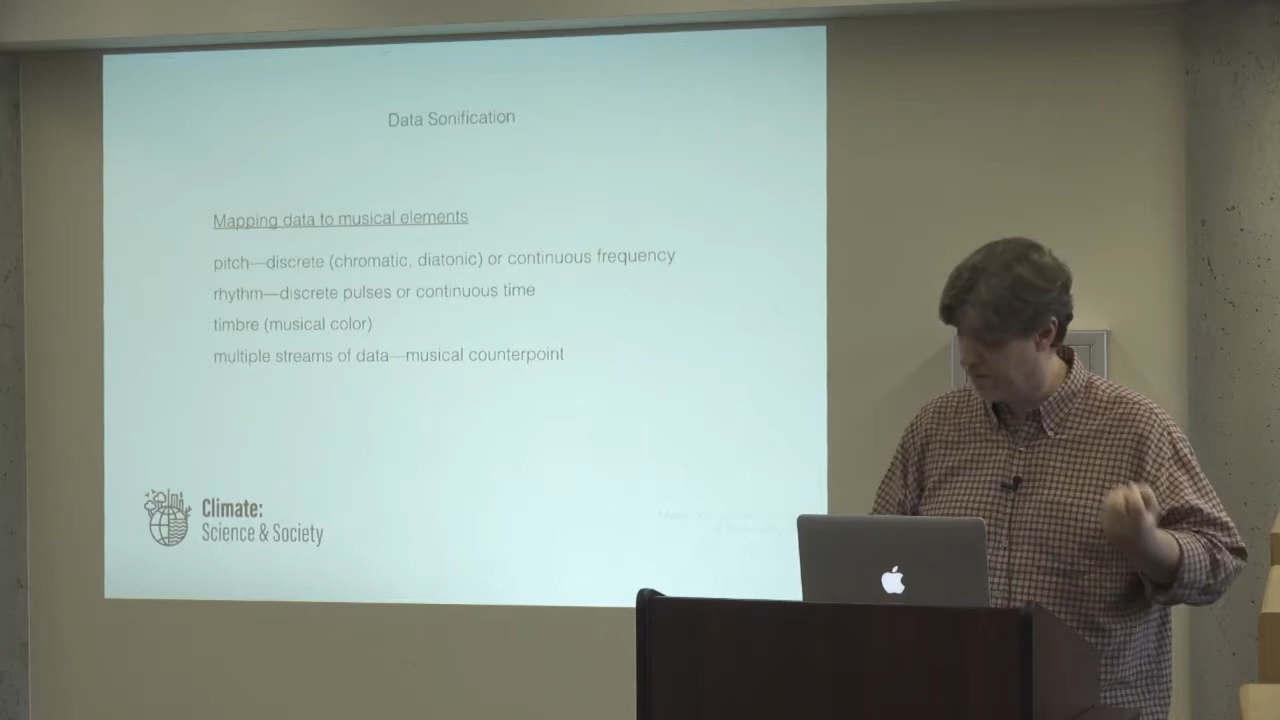 Data Sonification
Mapping data to musical elements
pitch—discrete (chromatic, diatonic) or continuous frequency
rhythm—discrete pulses or continuous time
timbre (musical color)
multiple streams of data—musical counterpoint
Climate:
Science & Society